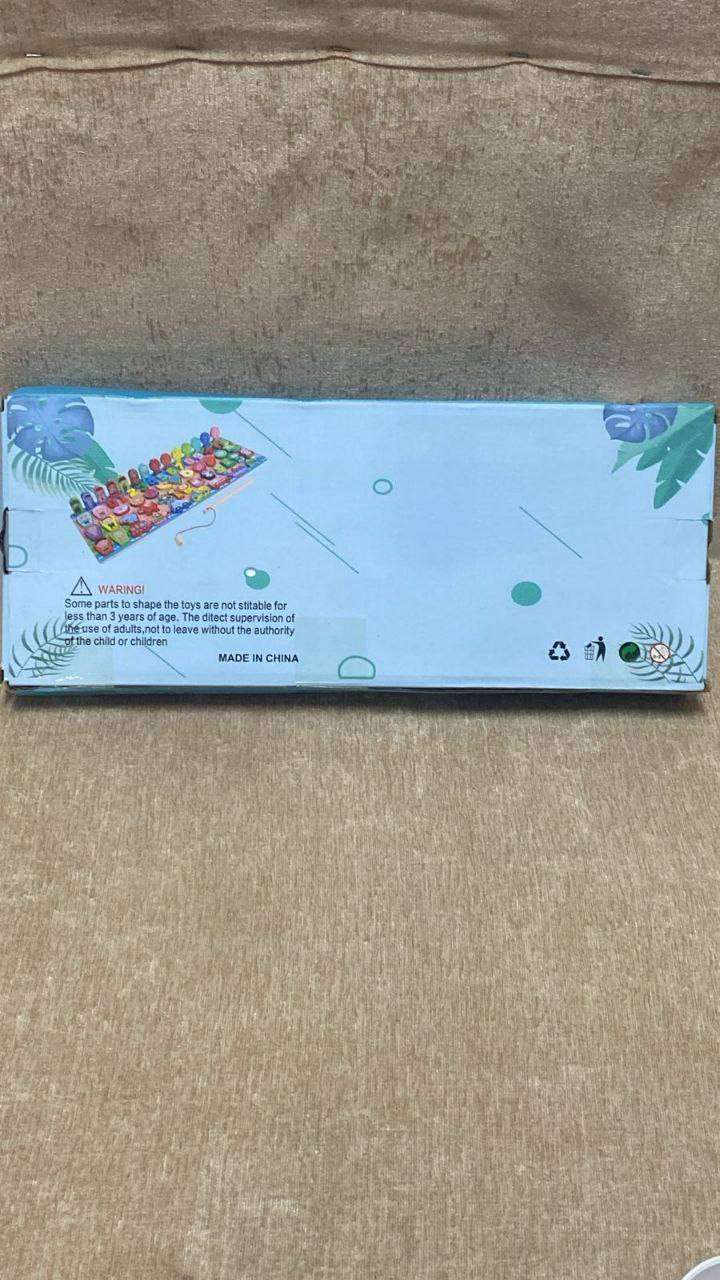 WARING!
Some parts to shape the toys are not stitable for
less than 3 years of age. The ditect supervision of
the use of adults,not to leave without the authority
of the child or children
MADE IN CHINA